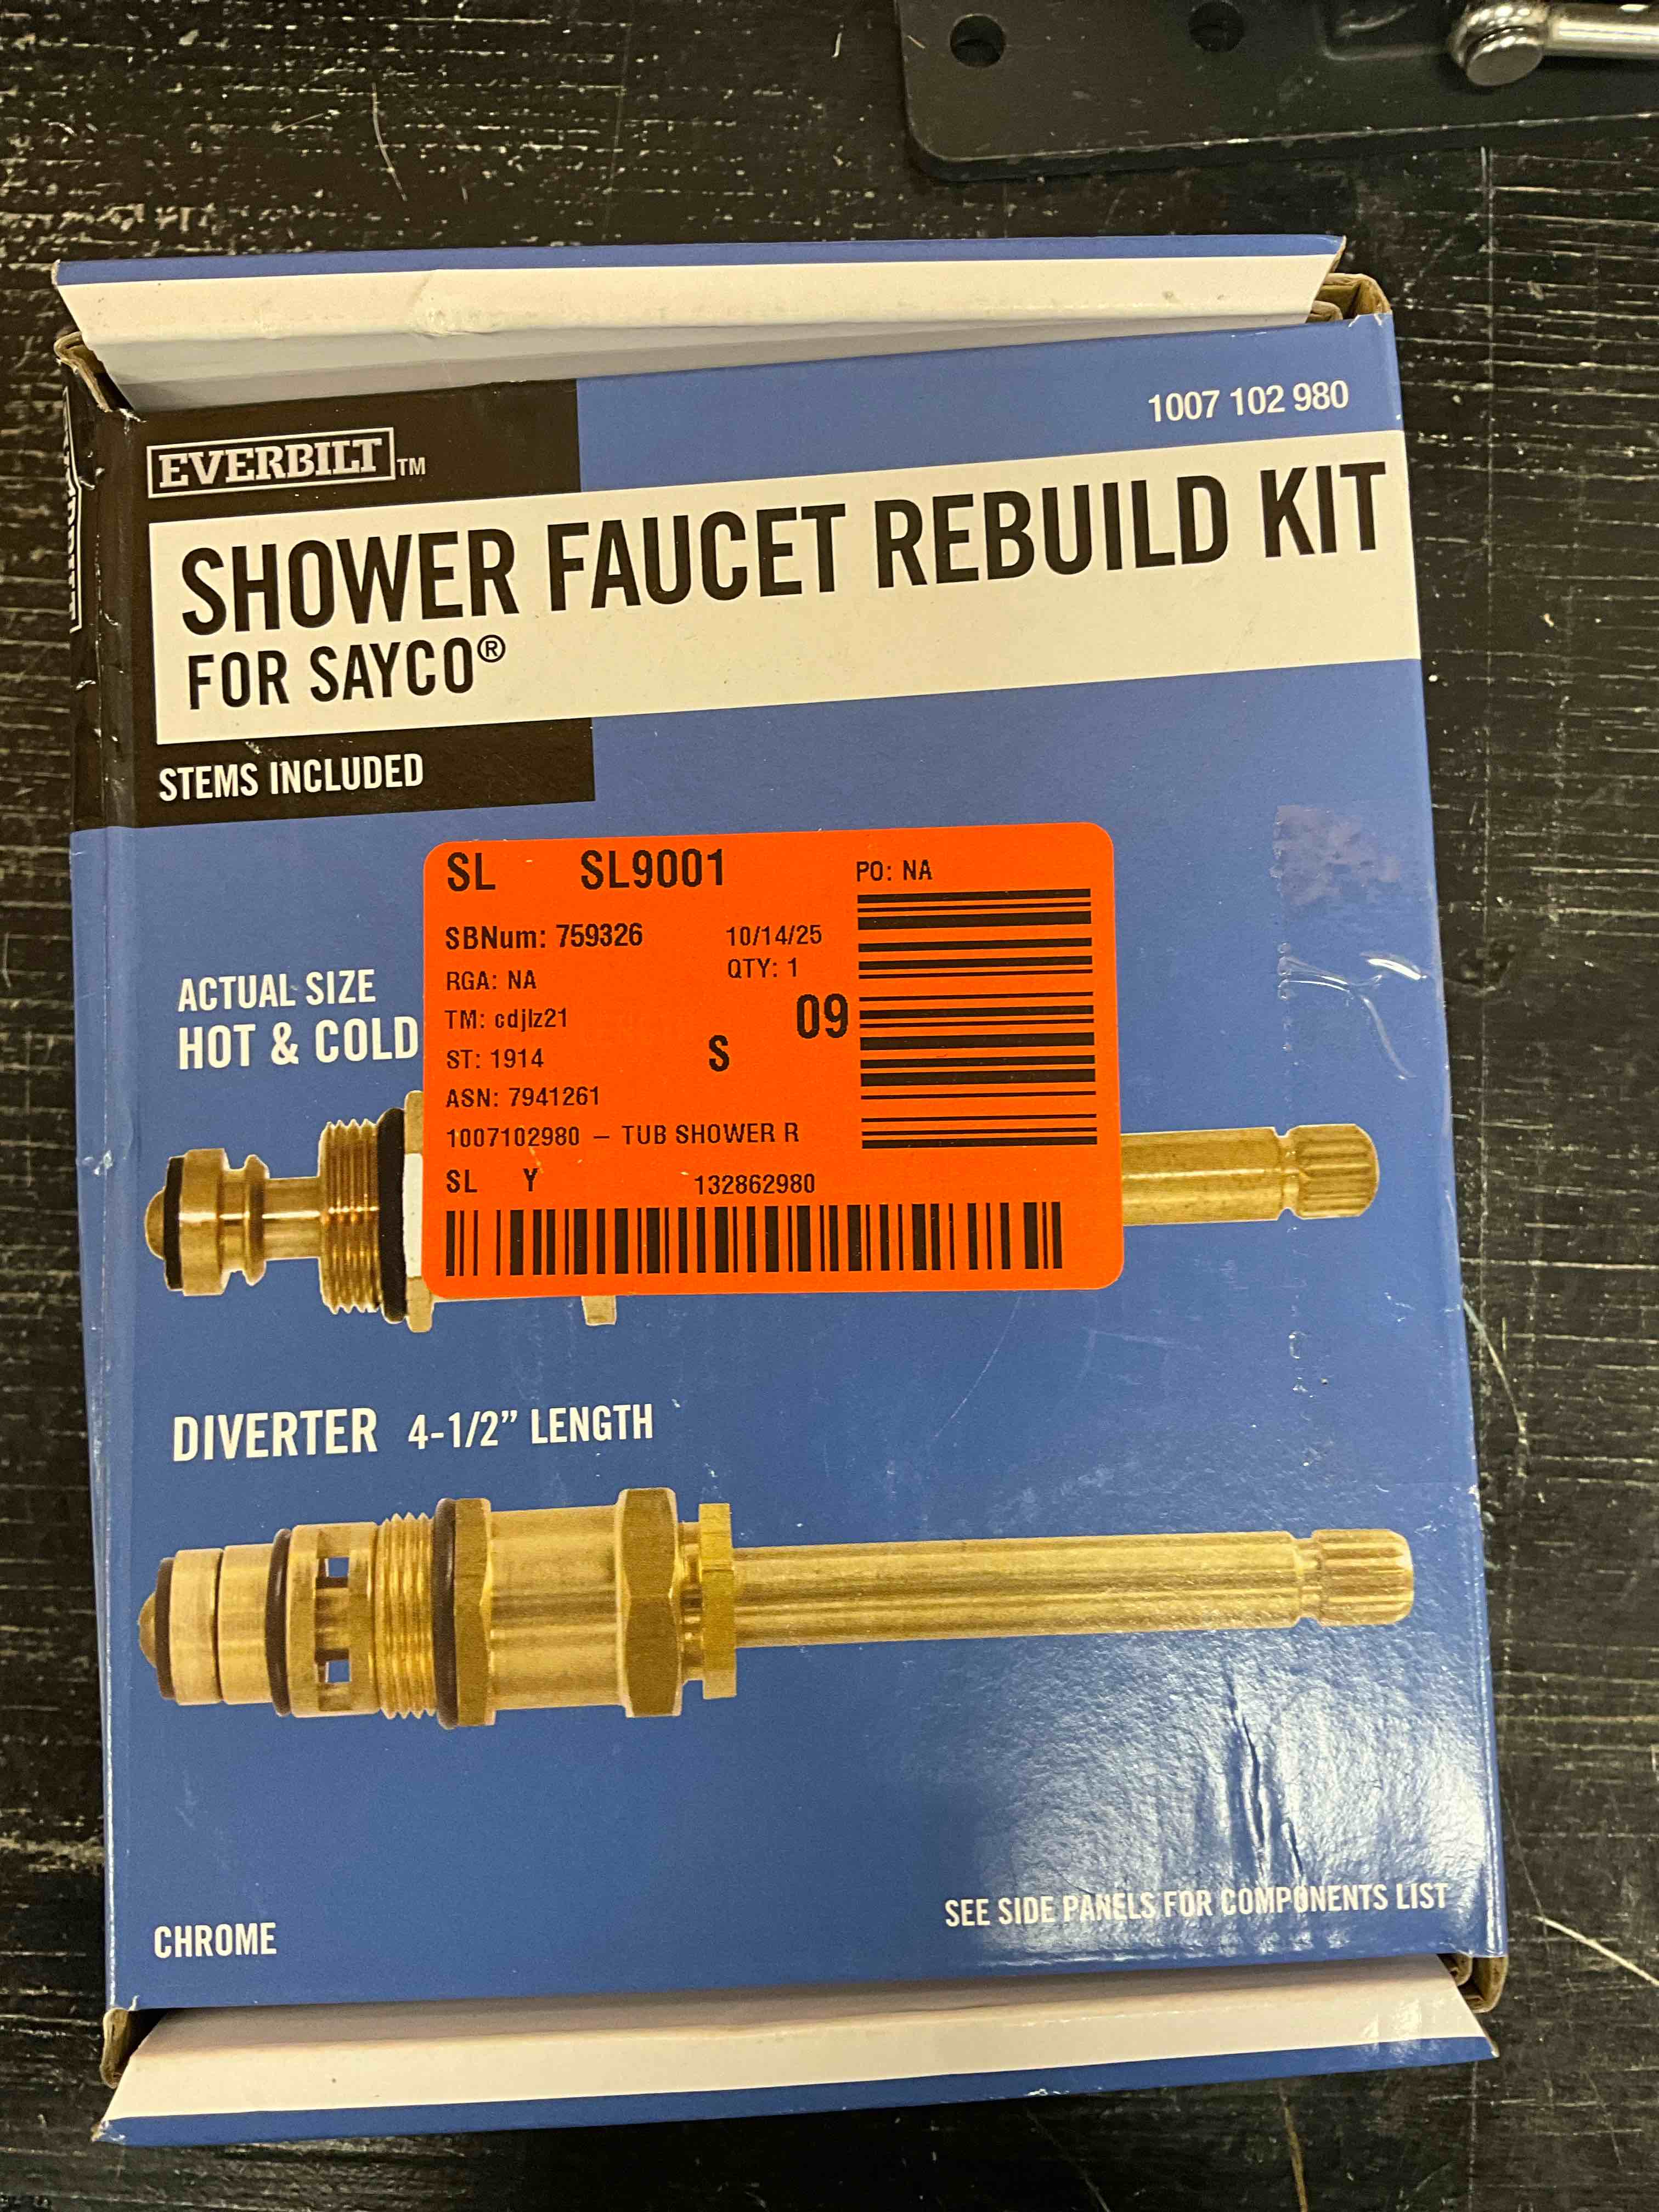 1007 102 980
EVERBILT™
SHOWER FAUCET REBUILD KIT
FOR SAYCO®
STEMS INCLUDED
SL SL9001 PO: NA
SBNum: 759326 10/14/25
RGA: NA QTY: 1
TM: cdjlz21 09
ST: 1914 S
ASN: 7941261
1007102980 – TUB SHOWER R
SL Y 132862980
ACTUAL SIZE
HOT & COLD
DIVERTER 4-1/2” LENGTH
SEE SIDE PANELS FOR COMPONENTS LIST
CHROME